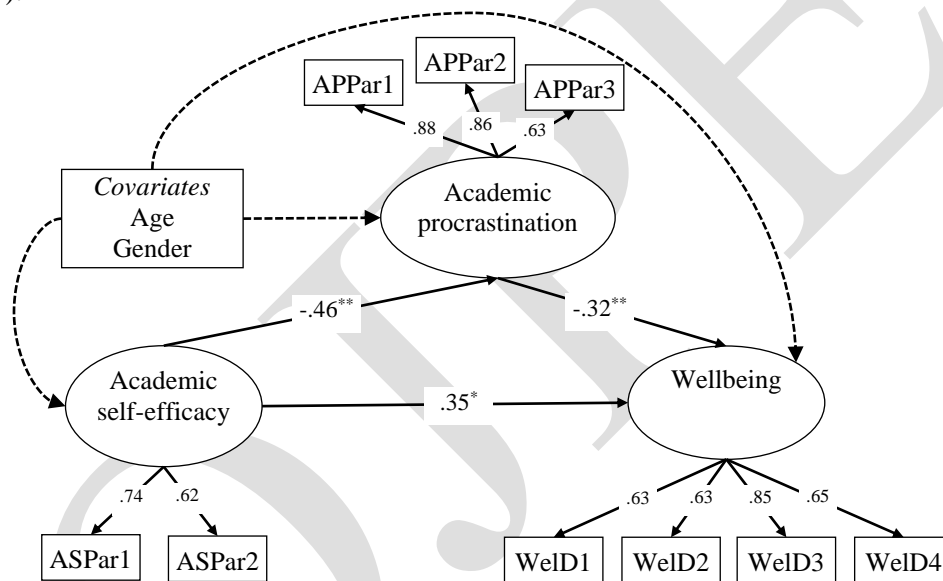 ).
APPar1
APPar2
APPar3
.88
.86
.63
Covariates
Age
Gender
Academic
procrastination
-.46**
-.32**
Academic
self-efficacy
.35*
Wellbeing
.74
.62
.63
.63
.85
.65
ASPar1
ASPar2
WelD1
WelD2
WelD3
WelD4